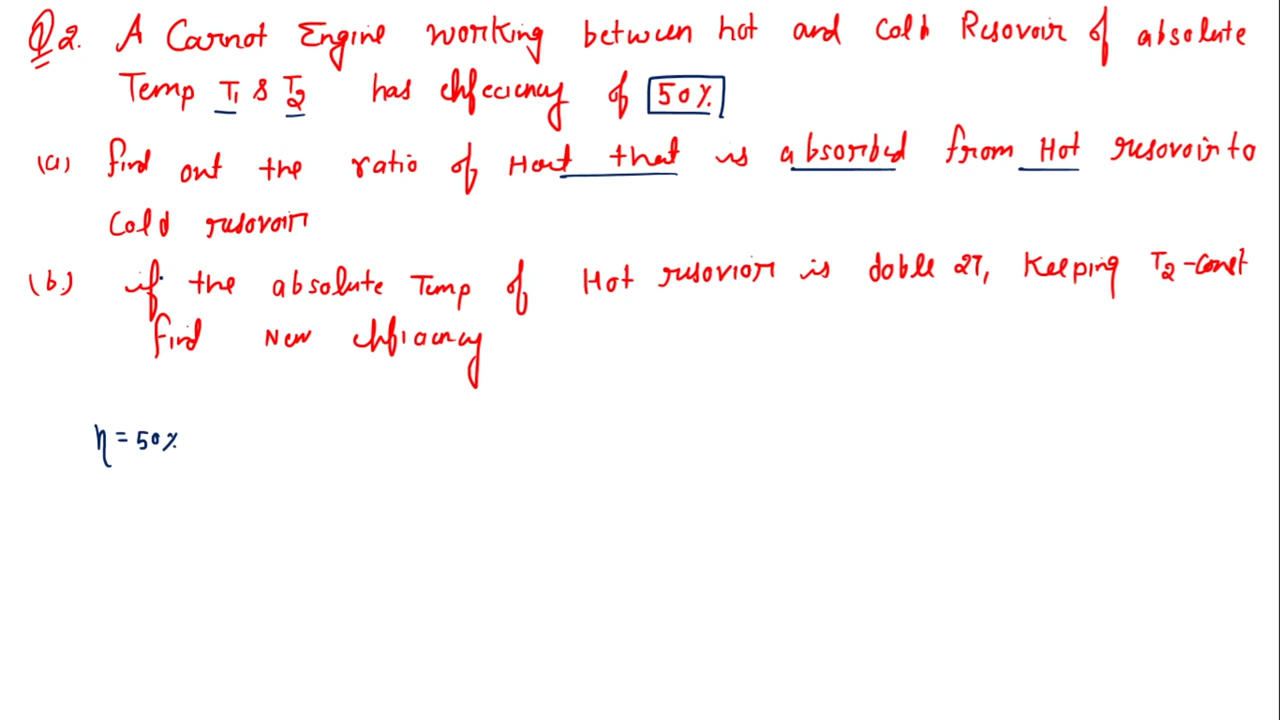 Q2. A Carnot Engine working between hot and Cold Resovoir of absolute
Temp T1 & T2 has efficiency of 50%
(a) find out the ratio of Heat that is absorbed from Hot resovoir to
Cold resovoir
(b.) if the absolute Temp of Hot resovior is doble 2T, Keeping T2-const
find New effiency
η = 50%